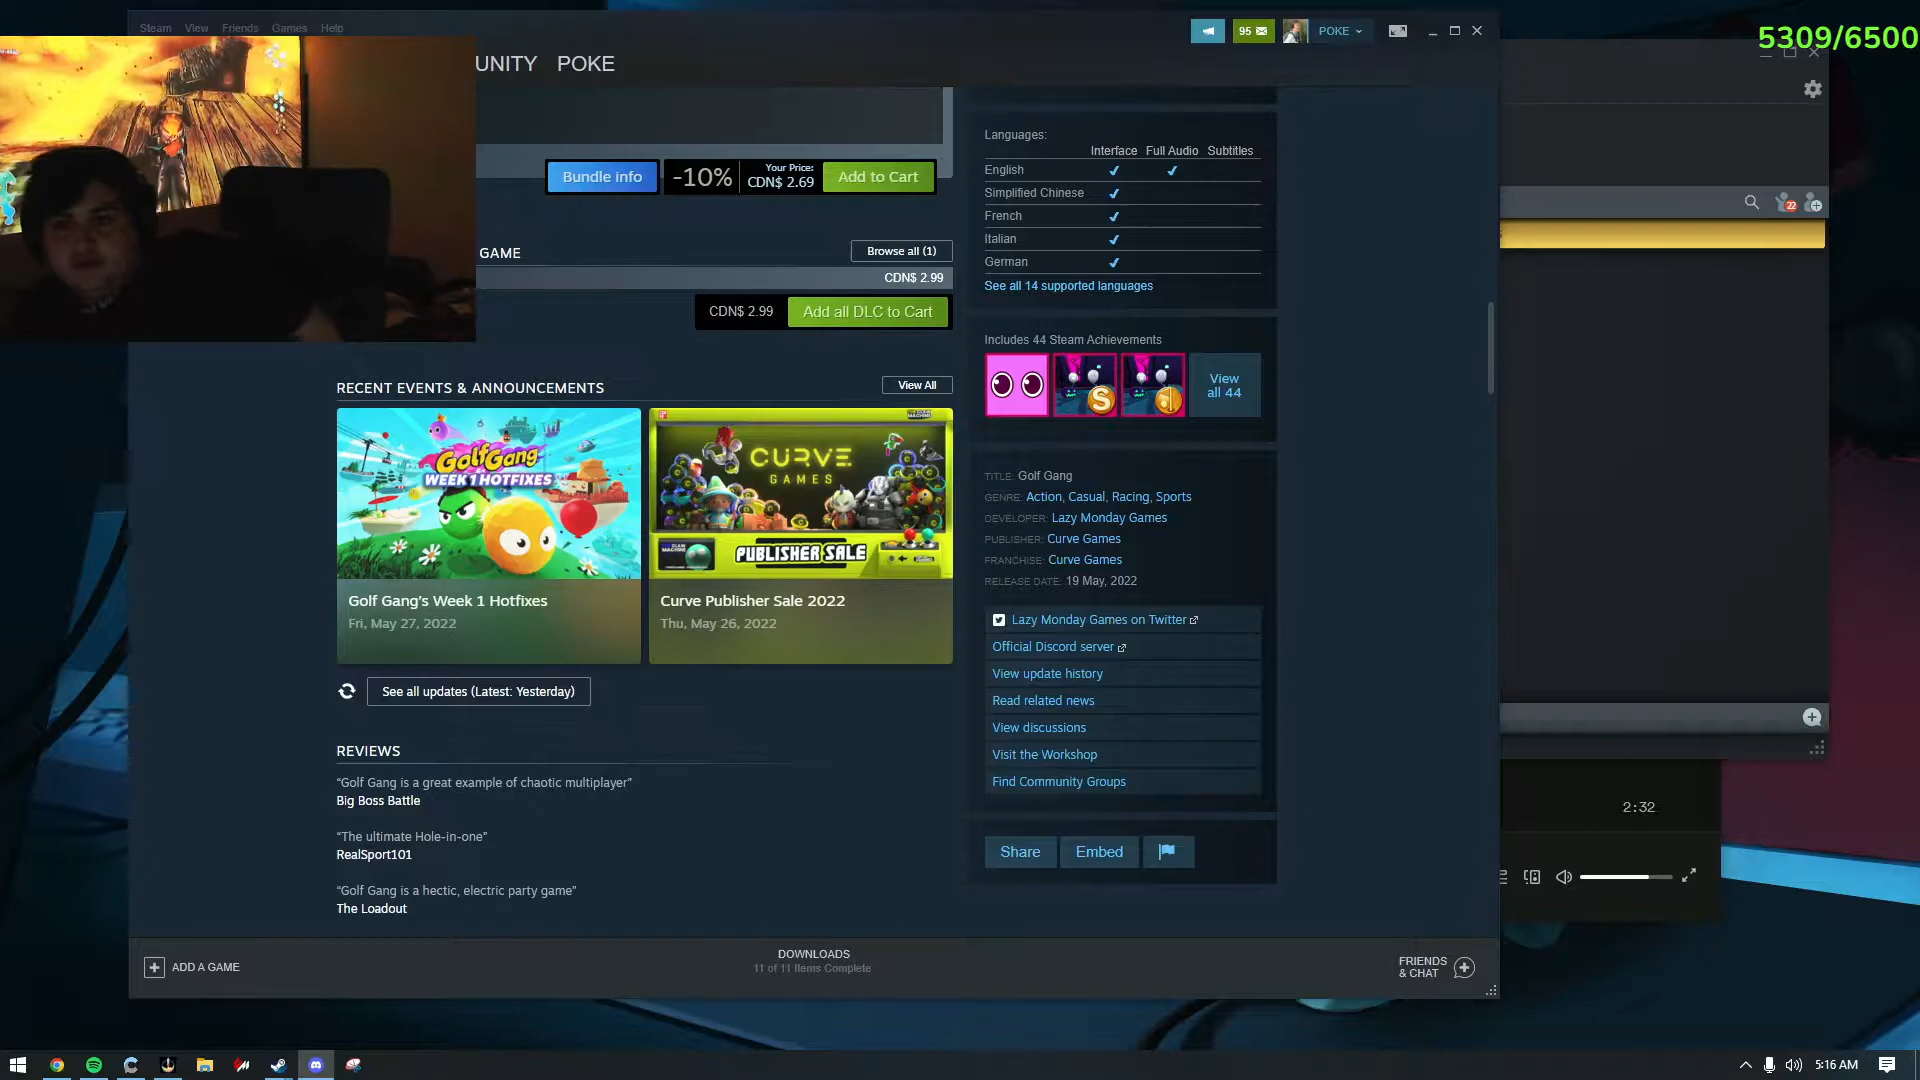 Steam View Friends Games Help
95 POKE
5309/6500
UNITY POKE
Bundle info -10% Your Price: CDN$ 2.69 Add to Cart
GAME Browse all (1)
CDN$ 2.99
CDN$ 2.99 Add all DLC to Cart
RECENT EVENTS & ANNOUNCEMENTS View All
GolfGang
WEEK 1 HOTFIXES
CURVE
GAMES
CLAW MACHINE
PUBLISHER SALE
Golf Gang's Week 1 Hotfixes
Fri, May 27, 2022
Curve Publisher Sale 2022
Thu, May 26, 2022
See all updates (Latest: Yesterday)
REVIEWS
“Golf Gang is a great example of chaotic multiplayer”
Big Boss Battle
“The ultimate Hole-in-one”
RealSport101
“Golf Gang is a hectic, electric party game”
The Loadout
Languages:
Interface Full Audio Subtitles
English ✔ ✔
Simplified Chinese ✔
French ✔
Italian ✔
German ✔
See all 14 supported languages
Includes 44 Steam Achievements
S
View
all 44
TITLE: Golf Gang
GENRE: Action, Casual, Racing, Sports
DEVELOPER: Lazy Monday Games
PUBLISHER: Curve Games
FRANCHISE: Curve Games
RELEASE DATE: 19 May, 2022
Lazy Monday Games on Twitter
Official Discord server
View update history
Read related news
View discussions
Visit the Workshop
Find Community Groups
Share Embed
22
2:32
ADD A GAME
DOWNLOADS
11 of 11 Items Complete
FRIENDS
& CHAT
5:16 AM